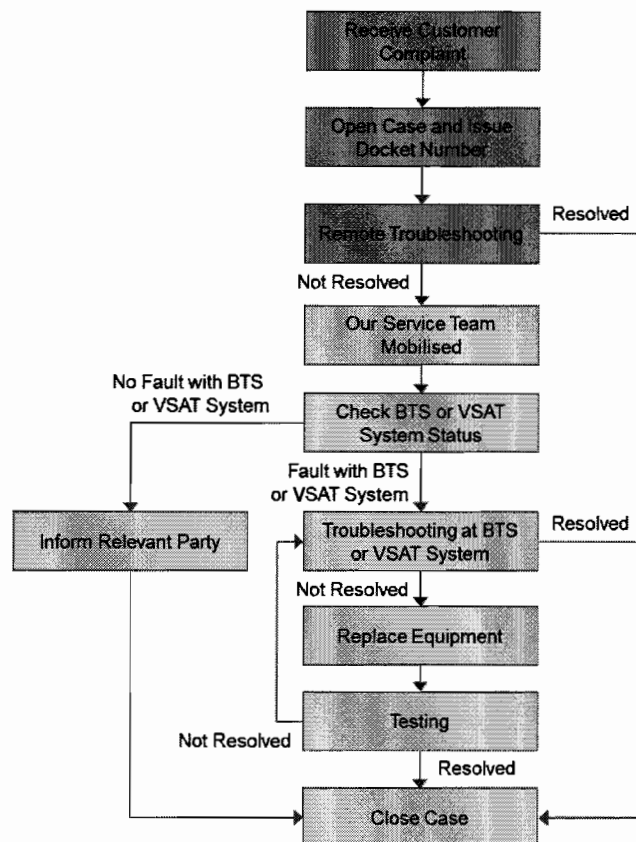 Receive Customer
Complaint
Open Case and Issue
Docket Number
Remote Troubleshooting
Resolved
Not Resolved
Our Service Team
Mobilised
No Fault with BTS
or VSAT System
Check BTS or VSAT
System Status
Fault with BTS
or VSAT System
Inform Relevant Party
Troubleshooting at BTS
or VSAT System
Resolved
Not Resolved
Replace Equipment
Testing
Not Resolved
Resolved
Close Case